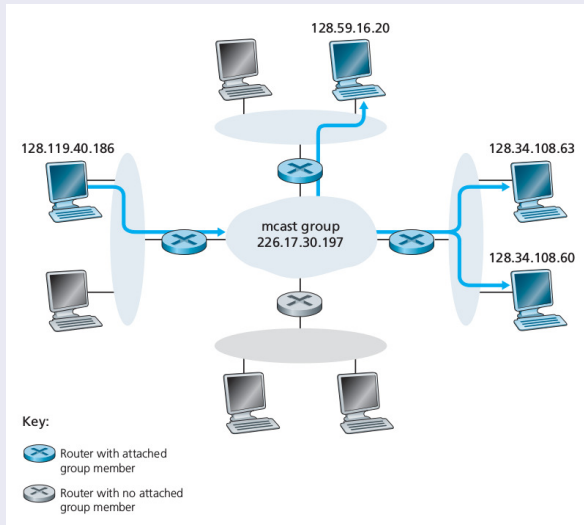 128.59.16.20
128.119.40.186
128.34.108.63
mcast group
226.17.30.197
128.34.108.60
Key:
Router with attached
group member
Router with no attached
group member